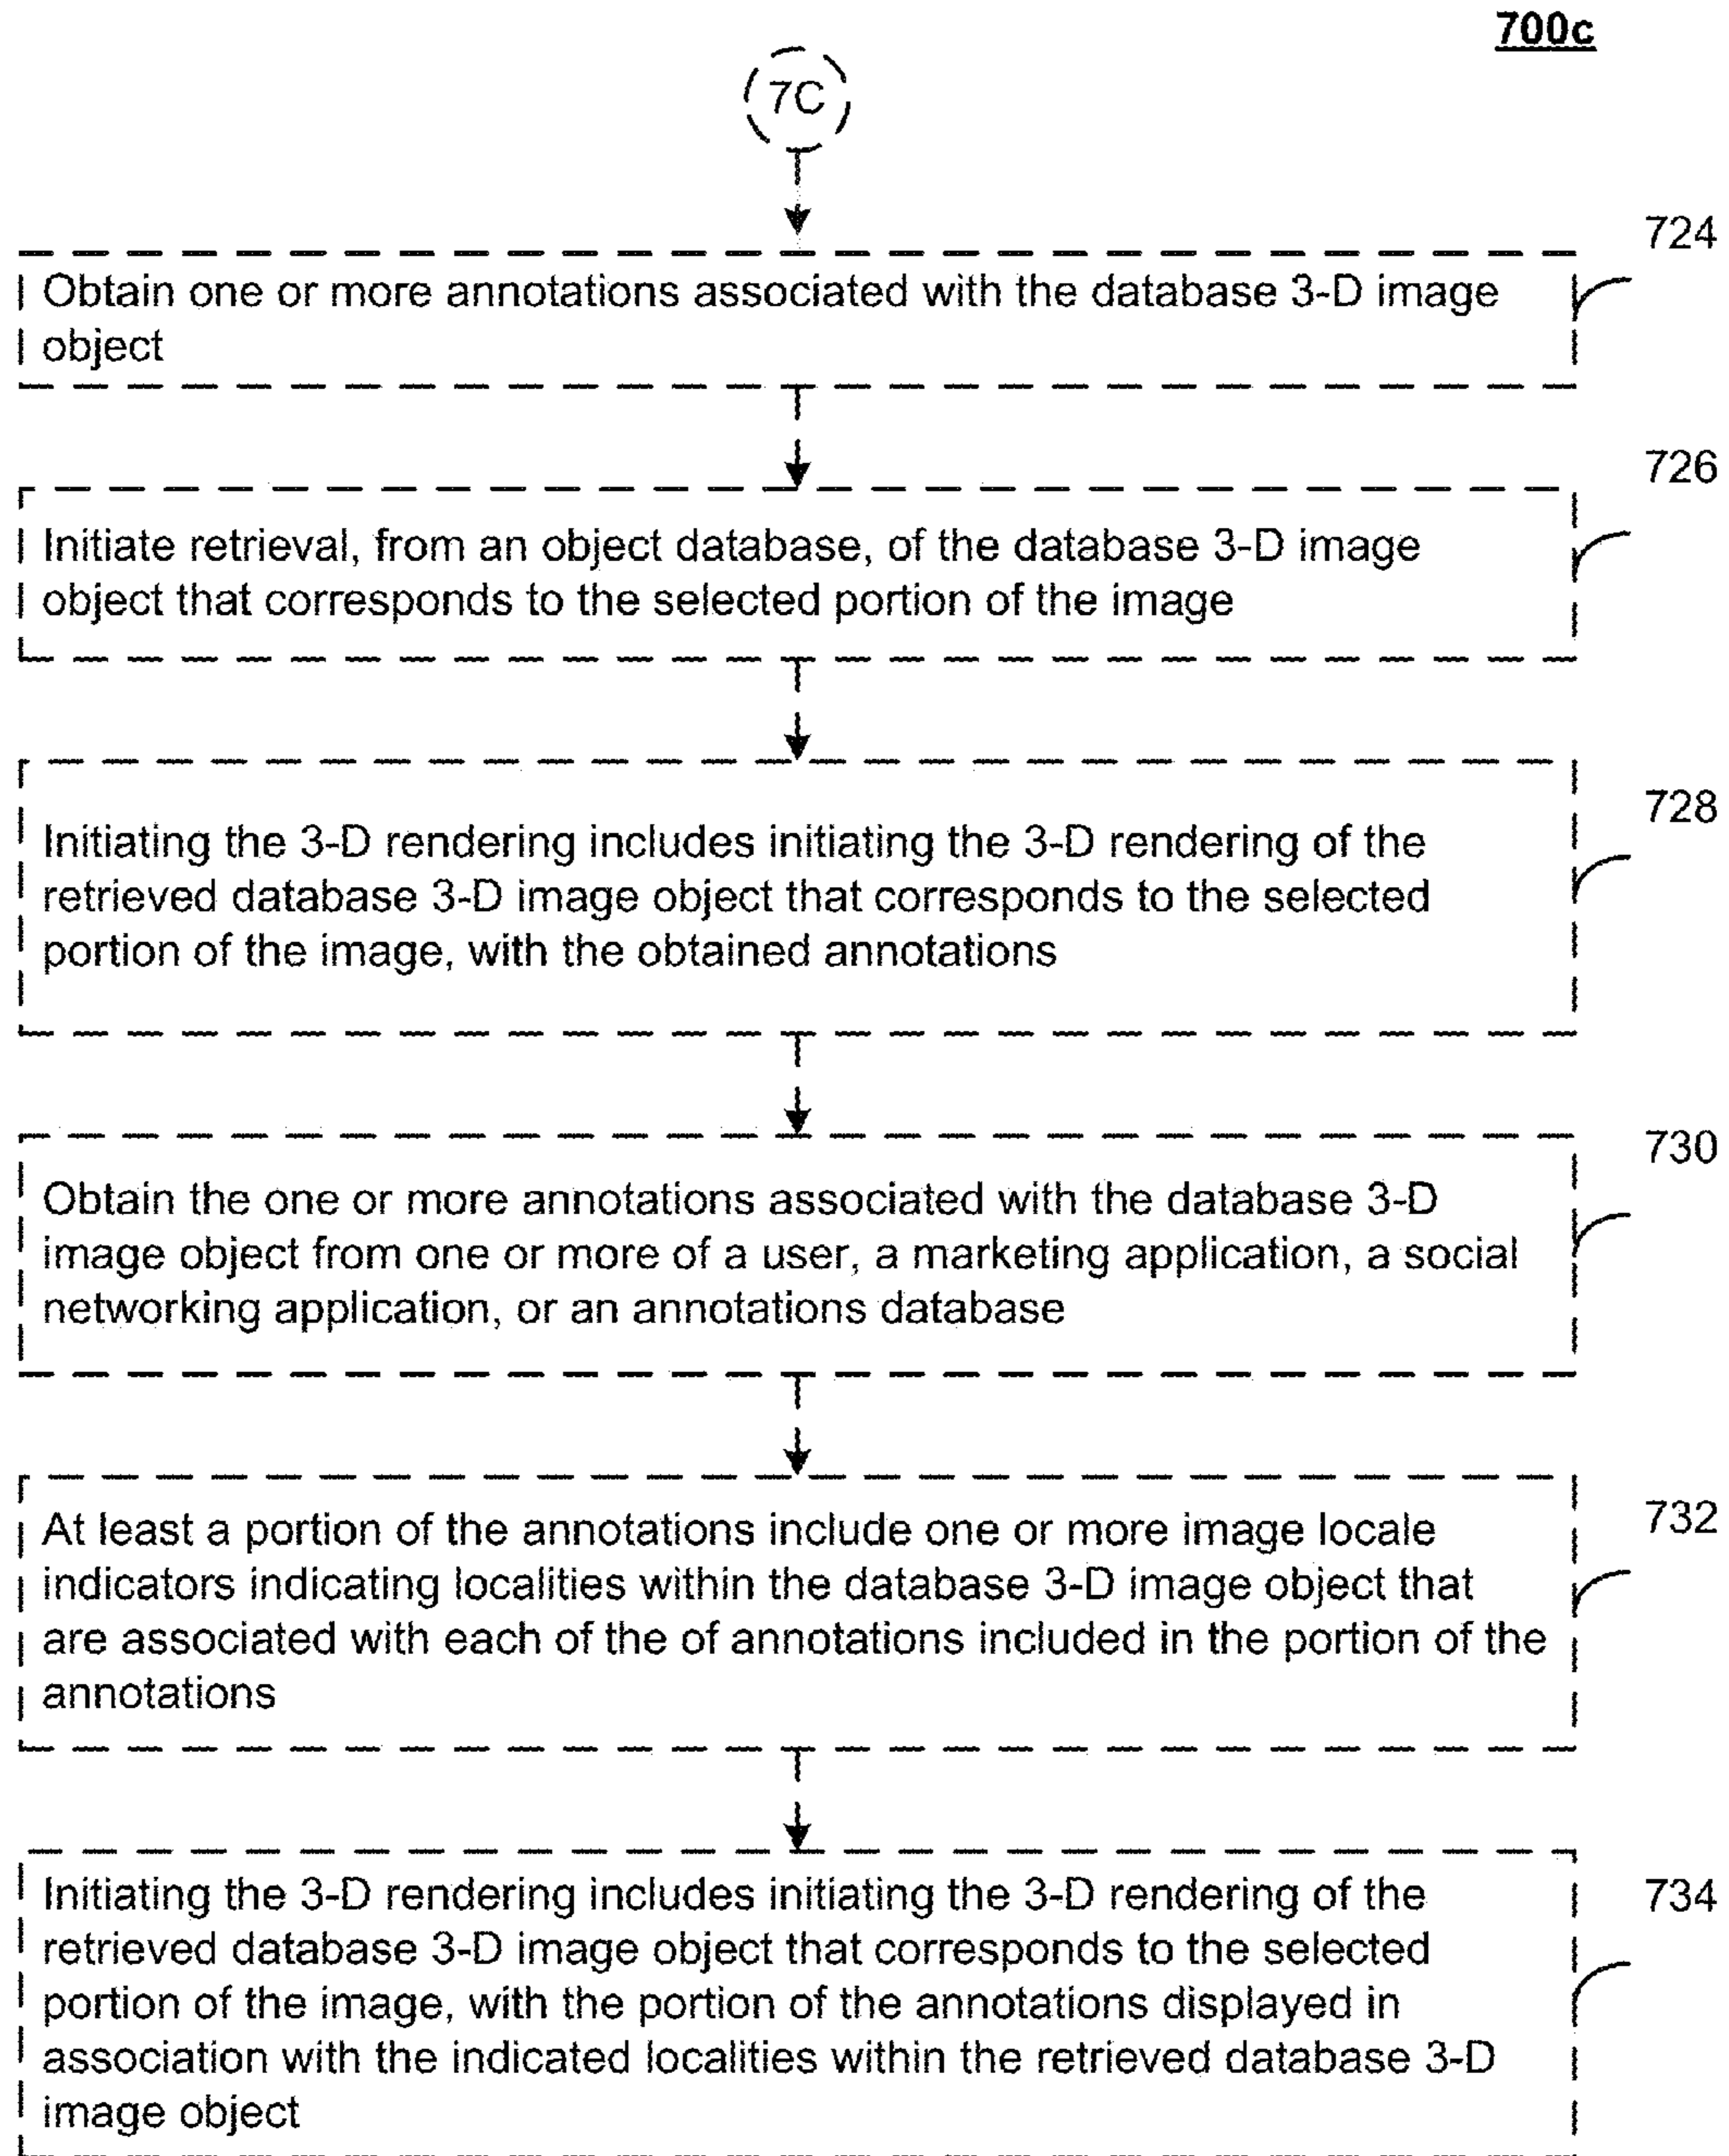 700c
7C
724
Obtain one or more annotations associated with the database 3-D image
object
726
Initiate retrieval, from an object database, of the database 3-D image
object that corresponds to the selected portion of the image
728
Initiating the 3-D rendering includes initiating the 3-D rendering of the
retrieved database 3-D image object that corresponds to the selected
portion of the image, with the obtained annotations
730
Obtain the one or more annotations associated with the database 3-D
image object from one or more of a user, a marketing application, a social
networking application, or an annotations database
732
At least a portion of the annotations include one or more image locale
indicators indicating localities within the database 3-D image object that
are associated with each of the of annotations included in the portion of the
annotations
734
Initiating the 3-D rendering includes initiating the 3-D rendering of the
retrieved database 3-D image object that corresponds to the selected
portion of the image, with the portion of the annotations displayed in
association with the indicated localities within the retrieved database 3-D
image object